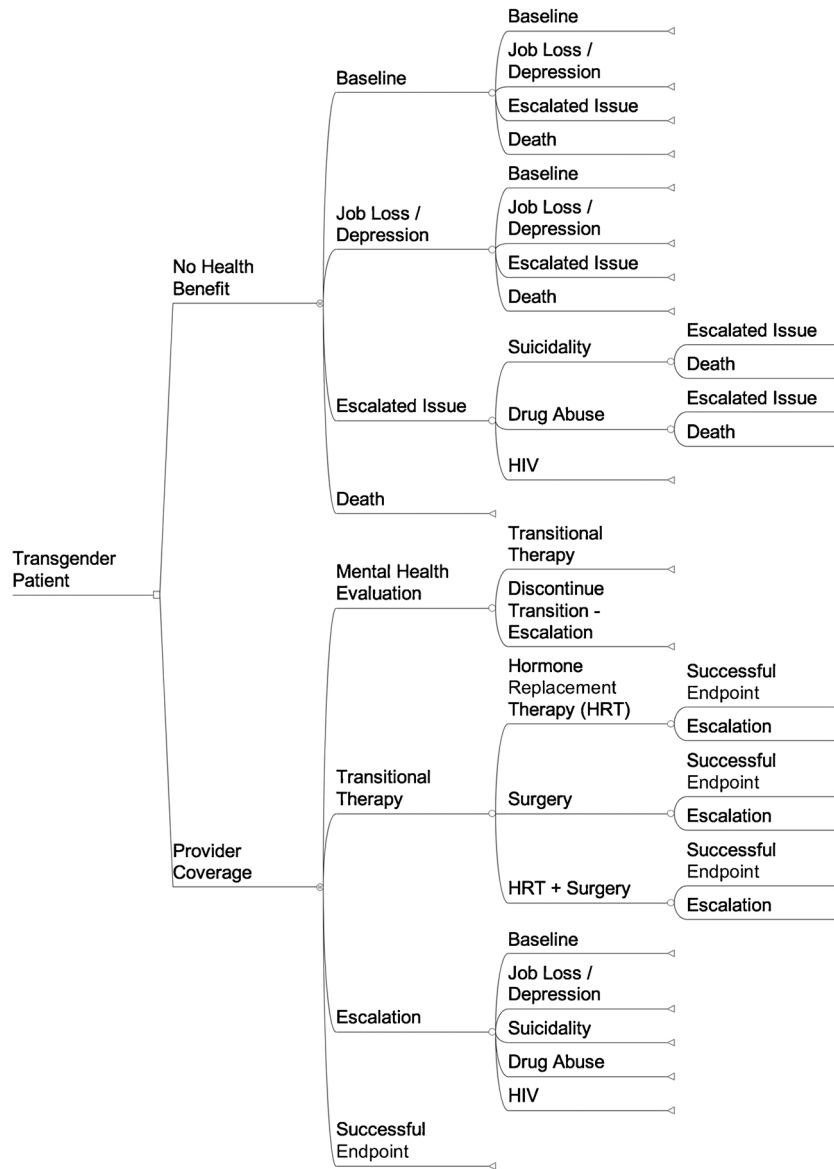 Transgender
Patient
No Health
Benefit
Baseline
Baseline
Job Loss /
Depression
Escalated Issue
Death
Job Loss /
Depression
Baseline
Job Loss /
Depression
Escalated Issue
Death
Escalated Issue
Suicidality
Escalated Issue
Death
Drug Abuse
Escalated Issue
Death
HIV
Death
Provider
Coverage
Mental Health
Evaluation
Transitional
Therapy
Discontinue
Transition -
Escalation
Transitional
Therapy
Hormone
Replacement
Therapy (HRT)
Successful
Endpoint
Escalation
Surgery
Successful
Endpoint
Escalation
HRT + Surgery
Successful
Endpoint
Escalation
Escalation
Baseline
Job Loss /
Depression
Suicidality
Drug Abuse
HIV
Successful
Endpoint